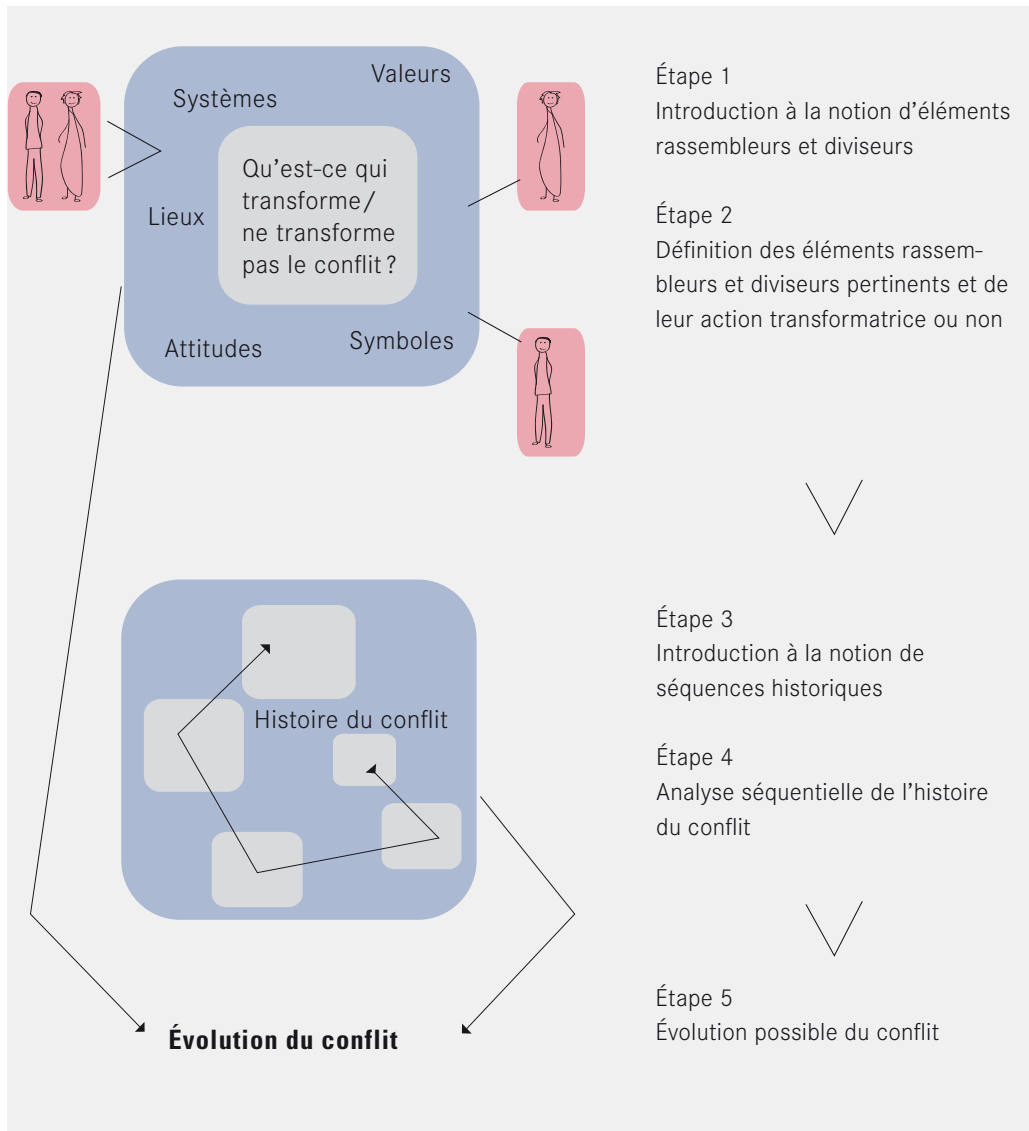 Valeurs
Systèmes
Qu'est-ce qui
transforme/
ne transforme
pas le conflit ?
Lieux
Attitudes
Symboles
Étape 1
Introduction à la notion d'éléments
rassembleurs et diviseurs
Étape 2
Définition des éléments rassem-
bleurs et diviseurs pertinents et de
leur action transformatrice ou non
Histoire du conflit
Étape 3
Introduction à la notion de
séquences historiques
Étape 4
Analyse séquentielle de l'histoire
du conflit
Évolution du conflit
Étape 5
Évolution possible du conflit